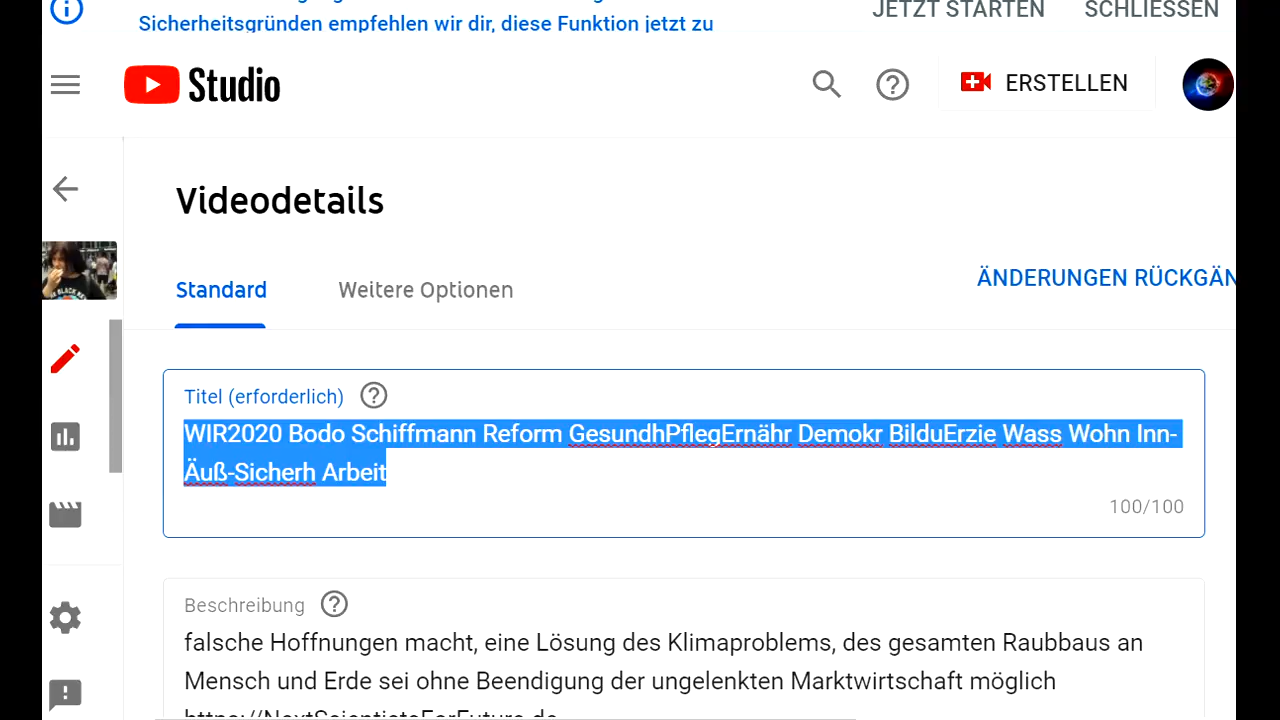 JETZT STARTEN SCHLIESSEN
Sicherheitsgründen empfehlen wir dir, diese Funktion jetzt zu
Studio
ERSTELLEN
Videodetails
Standard Weitere Optionen
ÄNDERUNGEN RÜCKGÄN
Titel (erforderlich)
WIR2020 Bodo Schiffmann Reform GesundhPflegErnähr Demokr BilduErzie Wass Wohn Inn-
Äuß-Sicherh Arbeit
100/100
Beschreibung
falsche Hoffnungen macht, eine Lösung des Klimaproblems, des gesamten Raubbaus an
Mensch und Erde sei ohne Beendigung der ungelenkten Marktwirtschaft möglich
https://NextScientistsForFuture.de